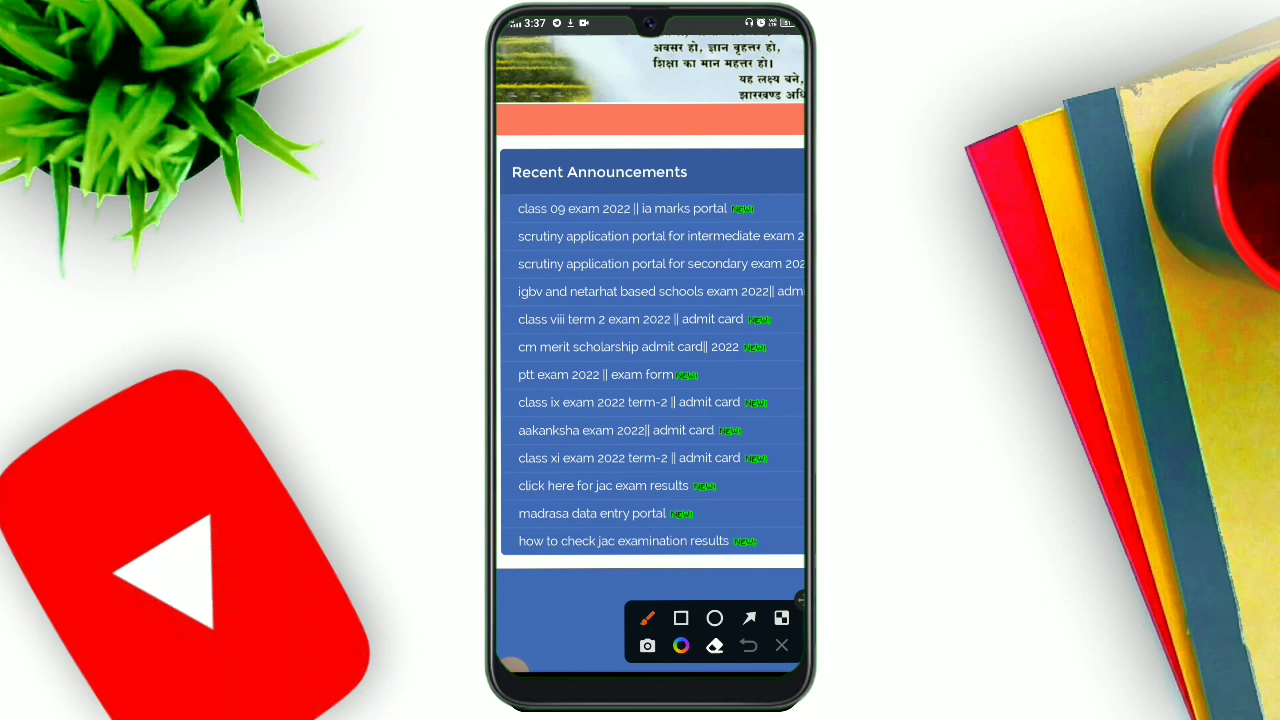 3:37
अवसर हो, ज्ञान वृहत्तर हो,
शिक्षा का मान महत्तर हो।
यह लक्ष्य बने,
झारखण्ड अधि
Recent Announcements
class 09 exam 2022 || ia marks portal NEW!
scrutiny application portal for intermediate exam 2
scrutiny application portal for secondary exam 202
igbv and netarhat based schools exam 2022|| adm
class viii term 2 exam 2022 || admit card NEW!
cm merit scholarship admit card|| 2022 NEW!
ptt exam 2022 || exam form NEW!
class ix exam 2022 term-2 || admit card NEW!
aakanksha exam 2022|| admit card NEW!
class xi exam 2022 term-2 || admit card NEW!
click here for jac exam results NEW!
madrasa data entry portal NEW!
how to check jac examination results NEW!